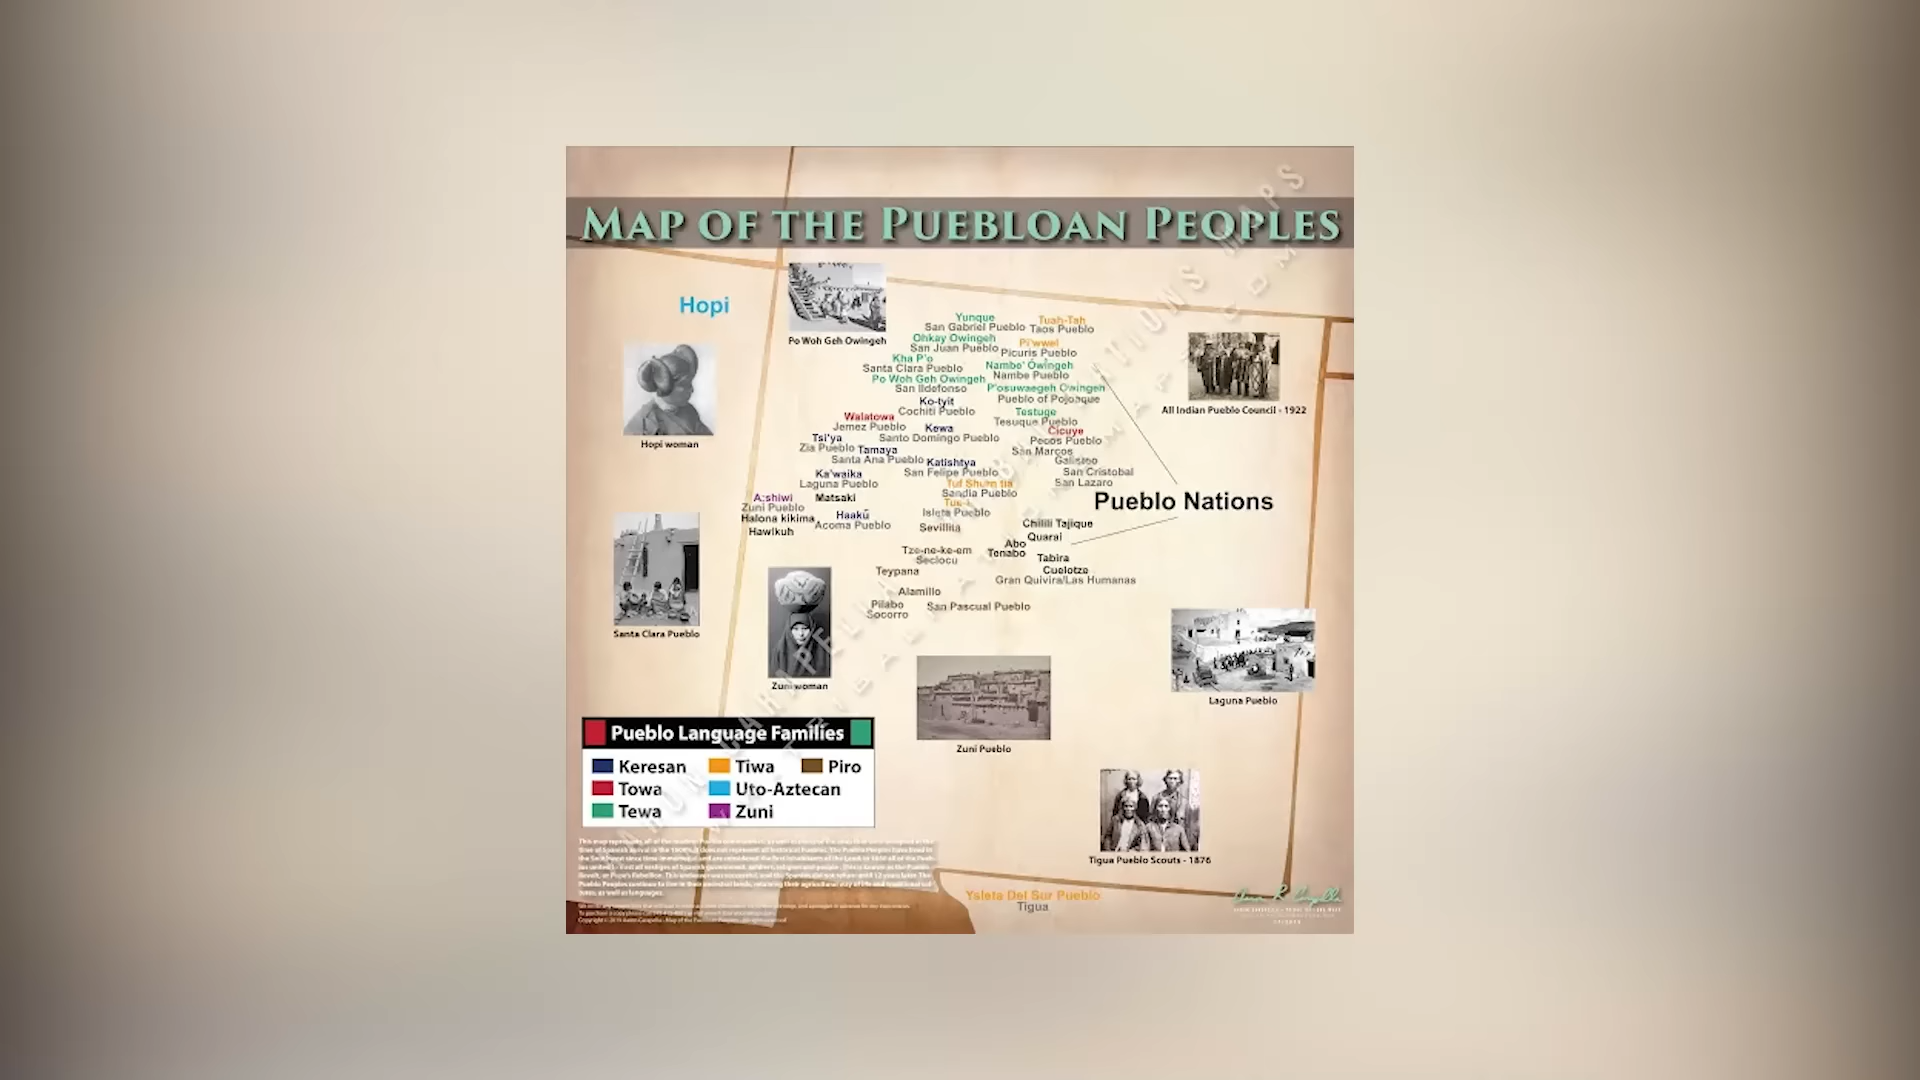 MAP OF THE PUEBLOAN PEOPLES
Hopi
Po Woh Geh Owingeh
Hopi woman
All Indian Pueblo Council - 1922
Yunque
San Gabriel Pueblo
Tuah-Tah
Taos Pueblo
Ohkay Owingeh
San Juan Pueblo
Pi'wwel
Picuris Pueblo
Kha P'o
Santa Clara Pueblo
Nambe' Owingeh
Nambe Pueblo
Po Woh Geh Owingeh
San Ildefonso
P'osuwaegeh Owingeh
Pueblo of Pojoaque
Ko-tyit
Cochiti Pueblo
Testuge
Tesuque Pueblo
Walatowa
Jemez Pueblo
Kewa
Santo Domingo Pueblo
Cicuye
Pecos Pueblo
Tsi'ya
Zia Pueblo
Tamaya
Santa Ana Pueblo
San Marcos
Galisteo
Katishtya
San Felipe Pueblo
San Cristobal
San Lazaro
Ka'waika
Laguna Pueblo
Tuf Shurn tia
Sandia Pueblo
A:shiwi
Zuni Pueblo
Halona kikima
Hawikuh
Matsaki
Haakū
Acoma Pueblo
Isleta Pueblo
Pueblo Nations
Sevillita
Chilili Tajique
Quarai
Abo
Tenabo
Tze-ne-ke-em
Seclocu
Tabira
Teypana
Cuelotze
Gran Quivira/Las Humanas
Alamillo
Pilabo
Socorro
San Pascual Pueblo
Santa Clara Pueblo
Zuni woman
Laguna Pueblo
Zuni Pueblo
Pueblo Language Families
Keresan Tiwa Piro
Towa Uto-Aztecan
Tewa Zuni
Tigua Pueblo Scouts - 1876
Ysleta Del Sur Pueblo
Tigua